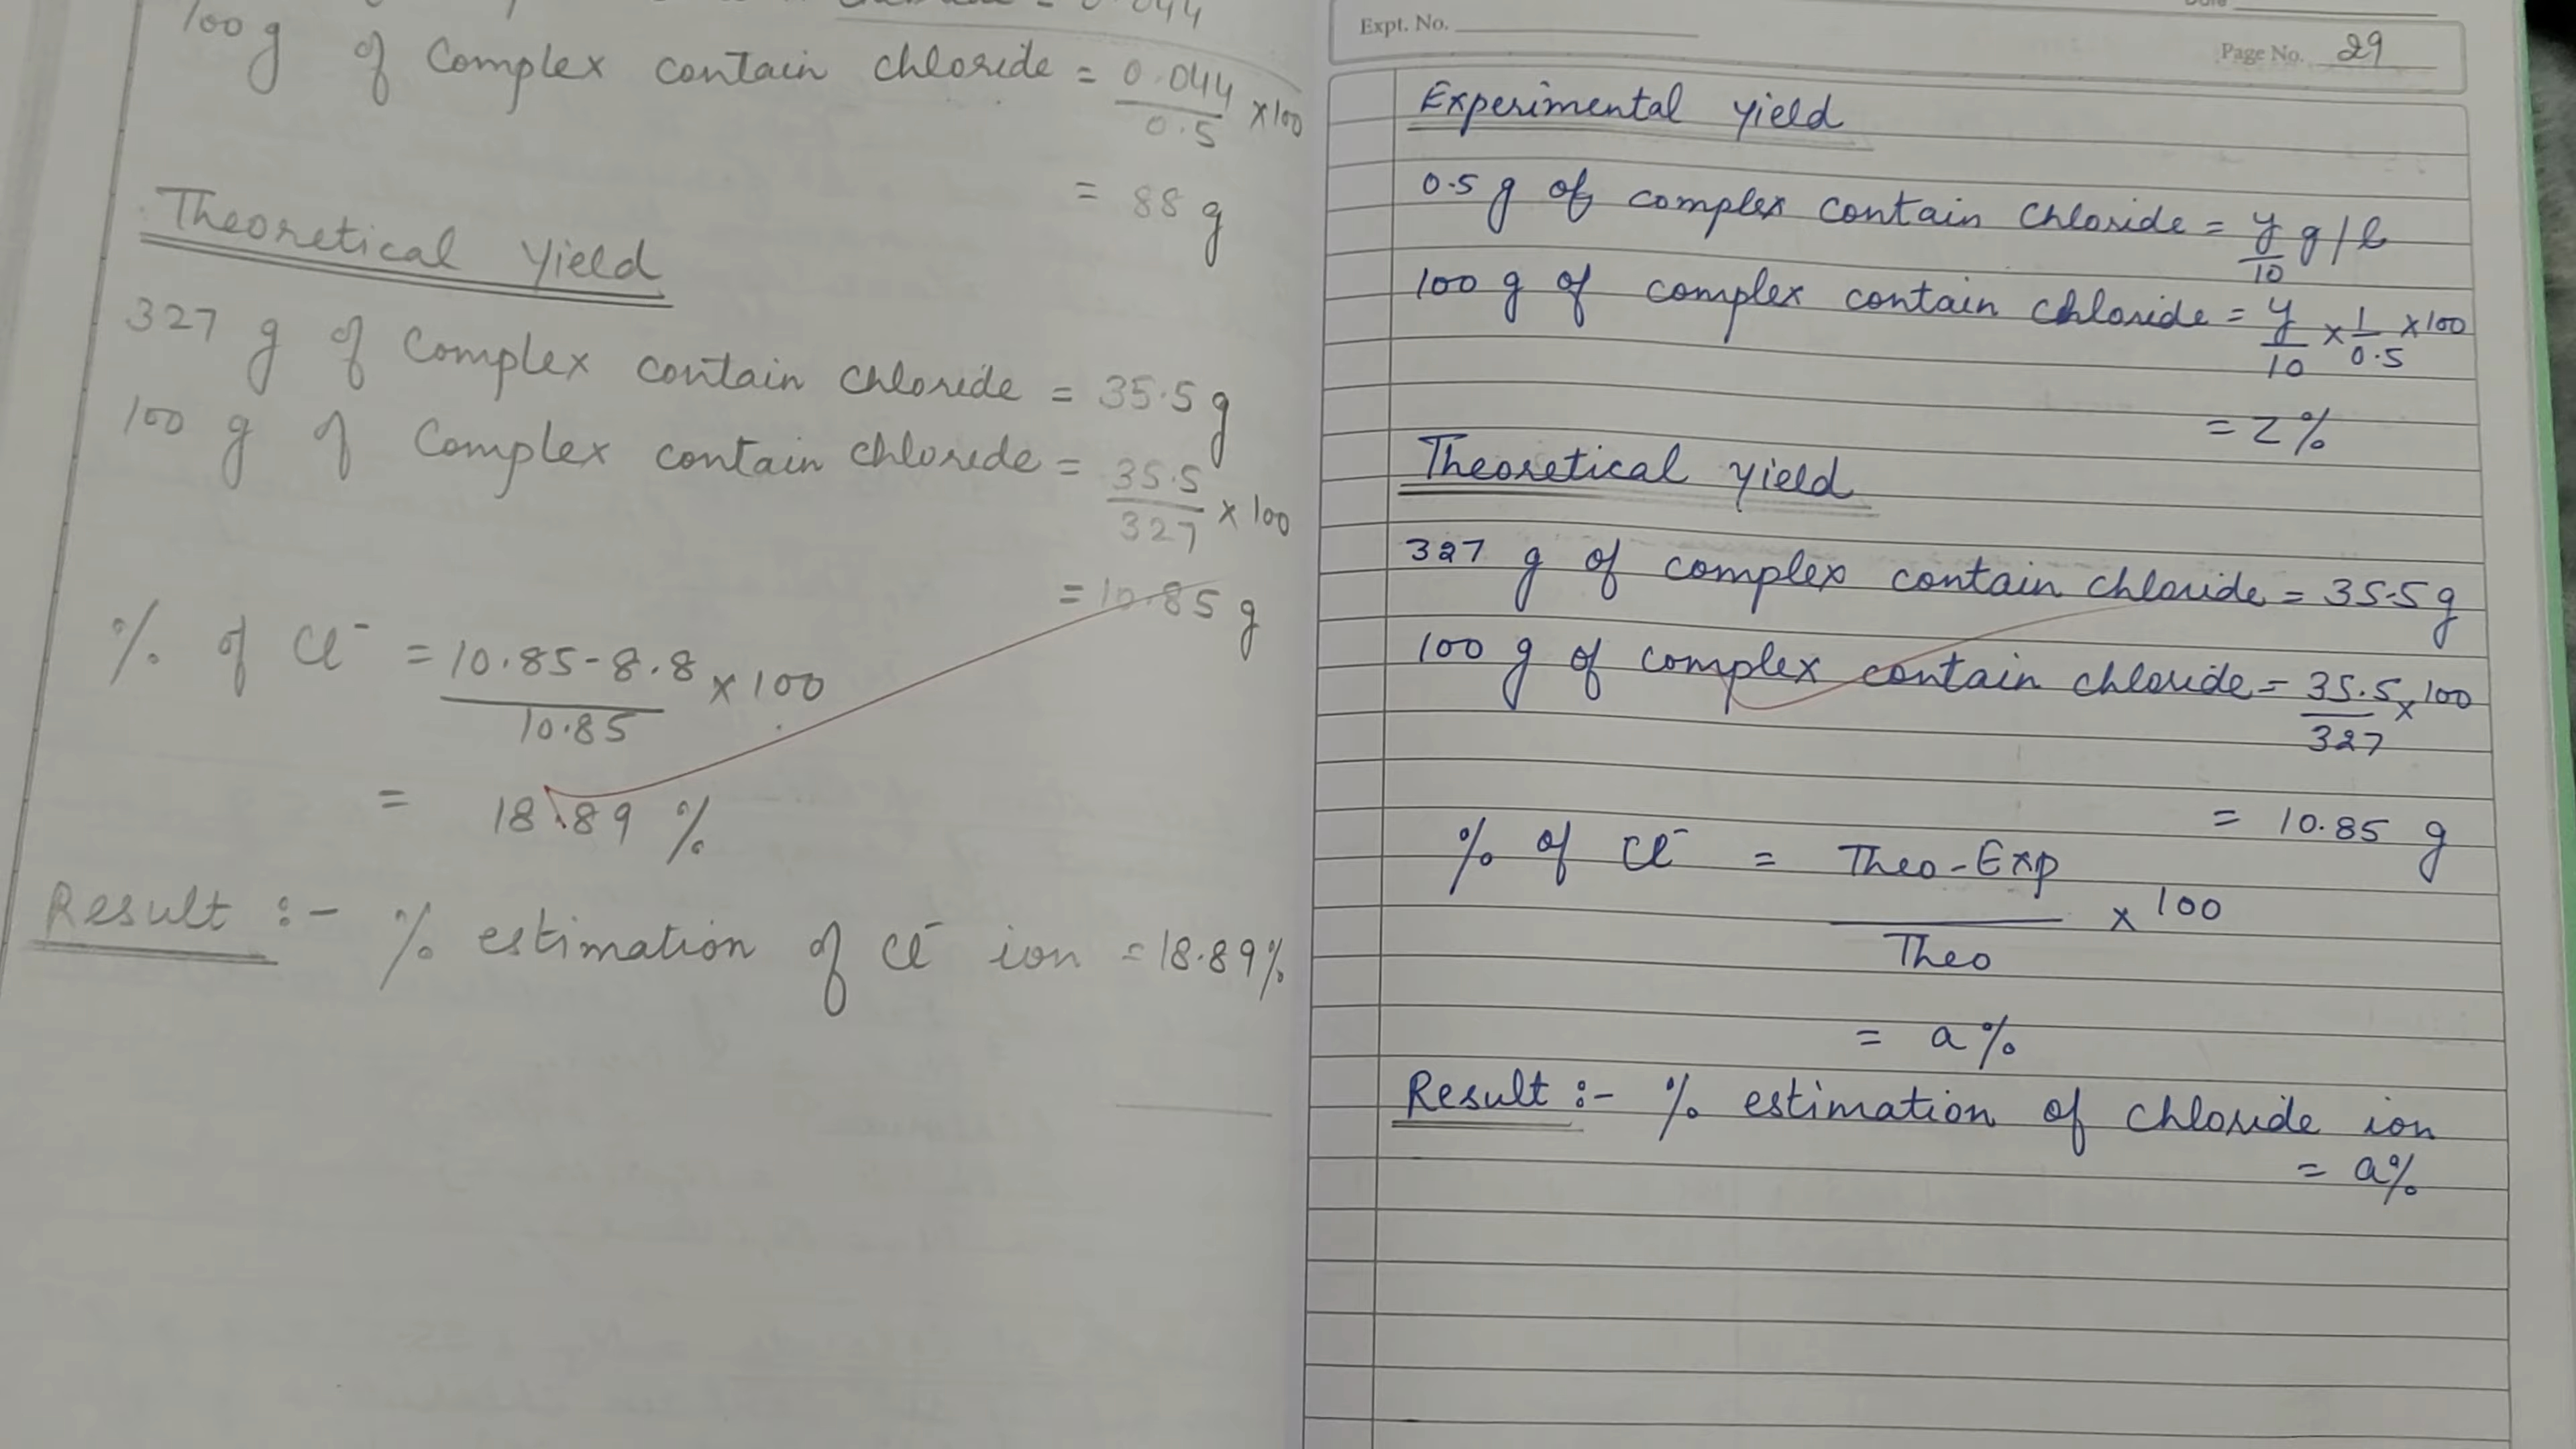 = 0.044
100 g of Complex contain chloride = 0.044/0.5 ×100
= 88 g
Theoretical Yield
327 g of Complex contain chloride = 35.5 g
100 g of Complex contain chloride = 35.5/327 × 100
= 10.85 g
% of Cl⁻ = 10.85-8.8/10.85 × 100
= 18.89 %
Result :- % estimation of Cl⁻ ion = 18.89%
Expt. No.
Page No. 29
Experimental Yield
0.5 g of complex contain chloride = y/10 g/l
100 g of complex contain chloride = y/10 × 1/0.5 ×100
= z %
Theoretical yield
327 g of complex contain chloride = 35.5 g
100 g of complex contain chloride = 35.5/327 × 100
= 10.85 g
% of Cl⁻ = Theo-Exp/Theo × 100
= a %
Result :- % estimation of chloride ion
= a%